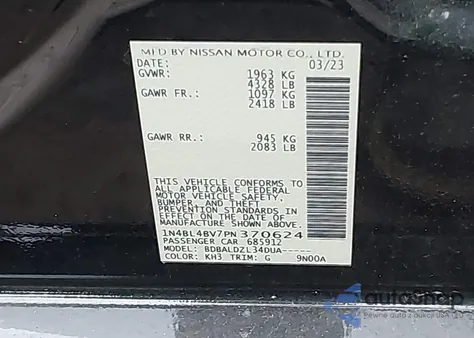 MFD BY NISSAN MOTOR CO., LTD.
DATE: 03/23
GVWR: 1963 KG
4328 LB
GAWR FR.: 1097 KG
2418 LB
GAWR RR.: 945 KG
2083 LB
THIS VEHICLE CONFORMS TO
ALL APPLICABLE FEDERAL
MOTOR VEHICLE SAFETY,
BUMPER, AND THEFT
PREVENTION STANDARDS
IN EFFECT ON THE DATE OF
MANUFACTURE SHOWN ABOVE.
1N4BL4BV7PN370624
PASSENGER CAR 685912
MODEL: BDBALDZL34DUA-----
COLOR: KH3 TRIM: G 9N00A
autoshop